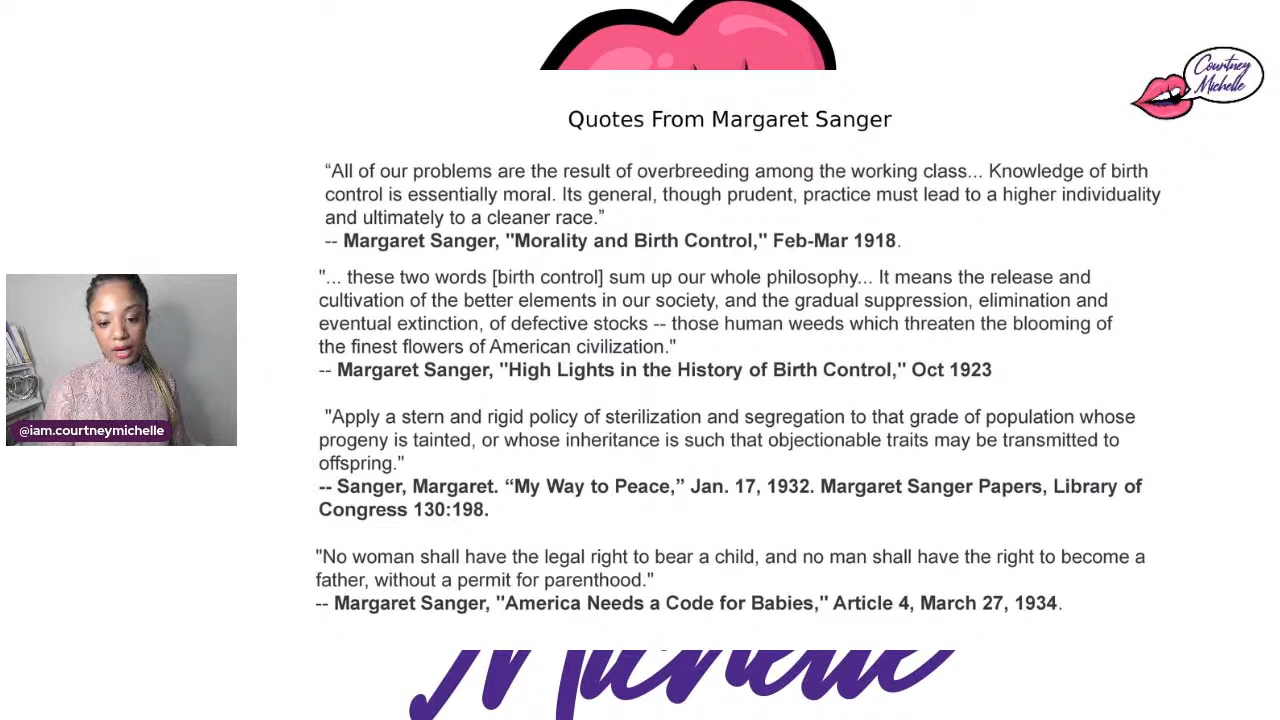 Courtney
Michelle
Quotes From Margaret Sanger
“All of our problems are the result of overbreeding among the working class... Knowledge of birth
control is essentially moral. Its general, though prudent, practice must lead to a higher individuality
and ultimately to a cleaner race.”
-- Margaret Sanger, "Morality and Birth Control," Feb-Mar 1918.
"... these two words [birth control] sum up our whole philosophy... It means the release and
cultivation of the better elements in our society, and the gradual suppression, elimination and
eventual extinction, of defective stocks -- those human weeds which threaten the blooming of
the finest flowers of American civilization."
-- Margaret Sanger, "High Lights in the History of Birth Control," Oct 1923
"Apply a stern and rigid policy of sterilization and segregation to that grade of population whose
progeny is tainted, or whose inheritance is such that objectionable traits may be transmitted to
offspring."
-- Sanger, Margaret. “My Way to Peace,” Jan. 17, 1932. Margaret Sanger Papers, Library of
Congress 130:198.
"No woman shall have the legal right to bear a child, and no man shall have the right to become a
father, without a permit for parenthood."
-- Margaret Sanger, "America Needs a Code for Babies," Article 4, March 27, 1934.
@iam.courtneymichelle
Michelle